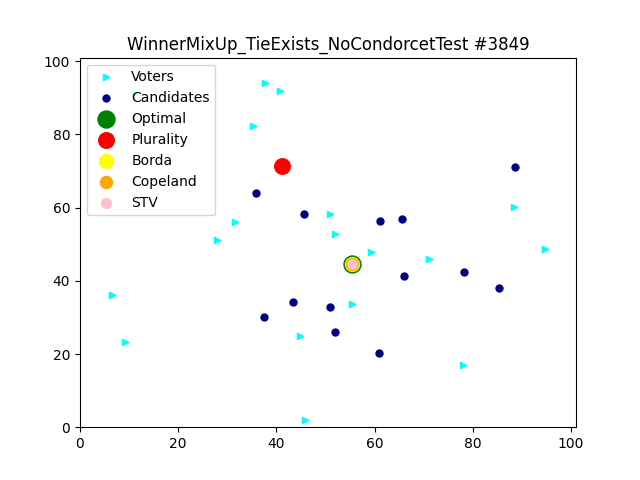 WinnerMixUp_TieExists_NoCondorcetTest #3849
100
80
60
40
20
0
Voters
Candidates
Optimal
Plurality
Borda
Copeland
STV
0
20
40
60
80
100